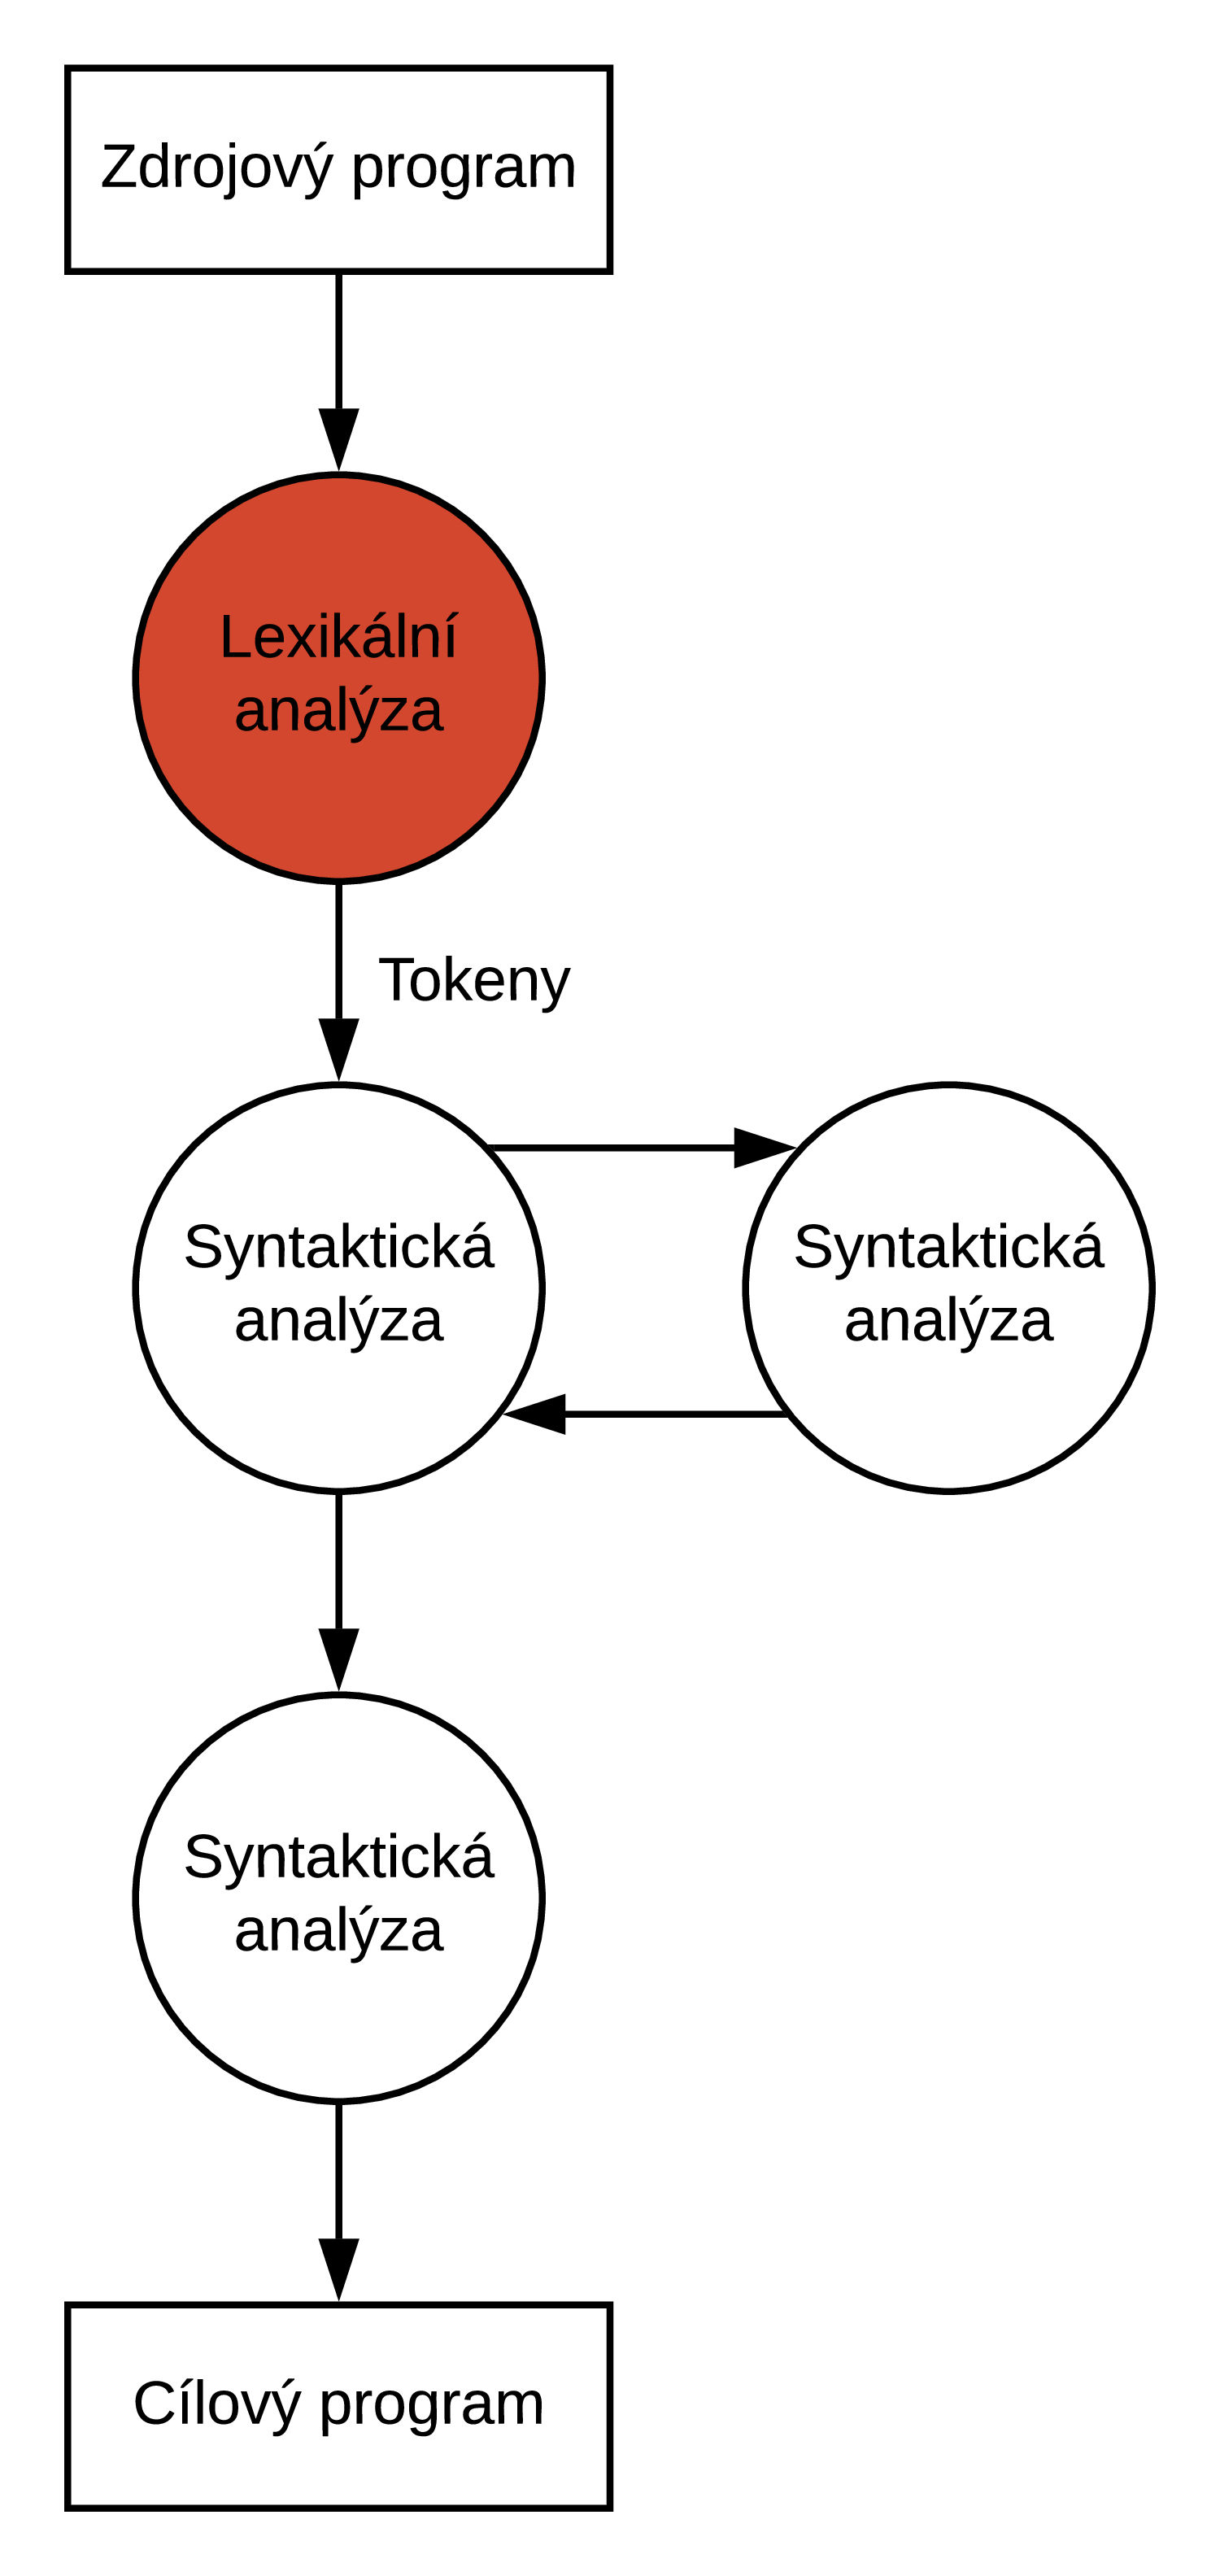 Zdrojový program
Lexikální
analýza
Tokeny
Syntaktická
analýza
Syntaktická
analýza
Syntaktická
analýza
Cílový program